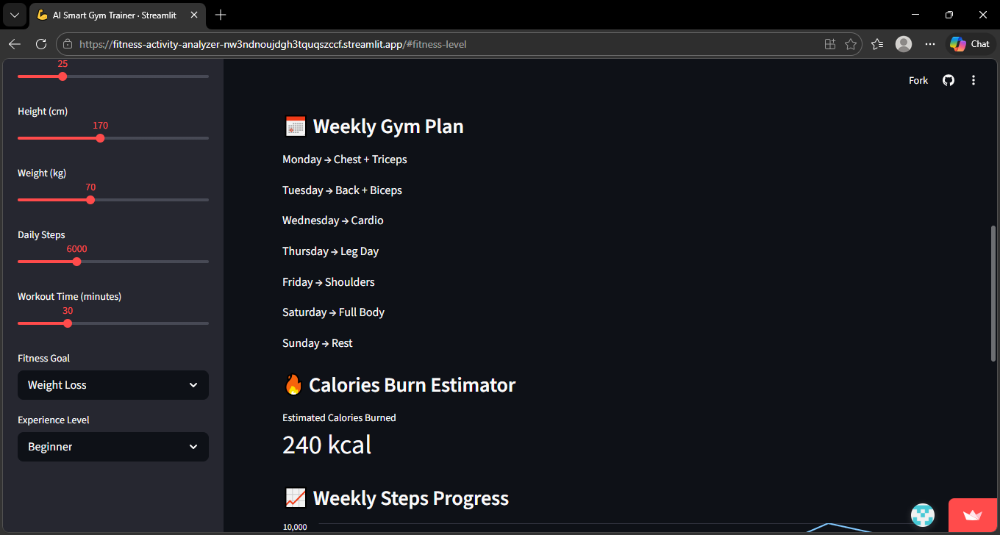 AI Smart Gym Trainer · Streamlit
https://fitness-activity-analyzer-nw3ndnoujdgh3tquqszccf.streamlit.app/#fitness-level
Chat
25
Height (cm)
170
Weight (kg)
70
Daily Steps
6000
Workout Time (minutes)
30
Fitness Goal
Weight Loss
Experience Level
Beginner
Fork
Weekly Gym Plan
Monday → Chest + Triceps
Tuesday → Back + Biceps
Wednesday → Cardio
Thursday → Leg Day
Friday → Shoulders
Saturday → Full Body
Sunday → Rest
Calories Burn Estimator
Estimated Calories Burned
240 kcal
Weekly Steps Progress
10,000